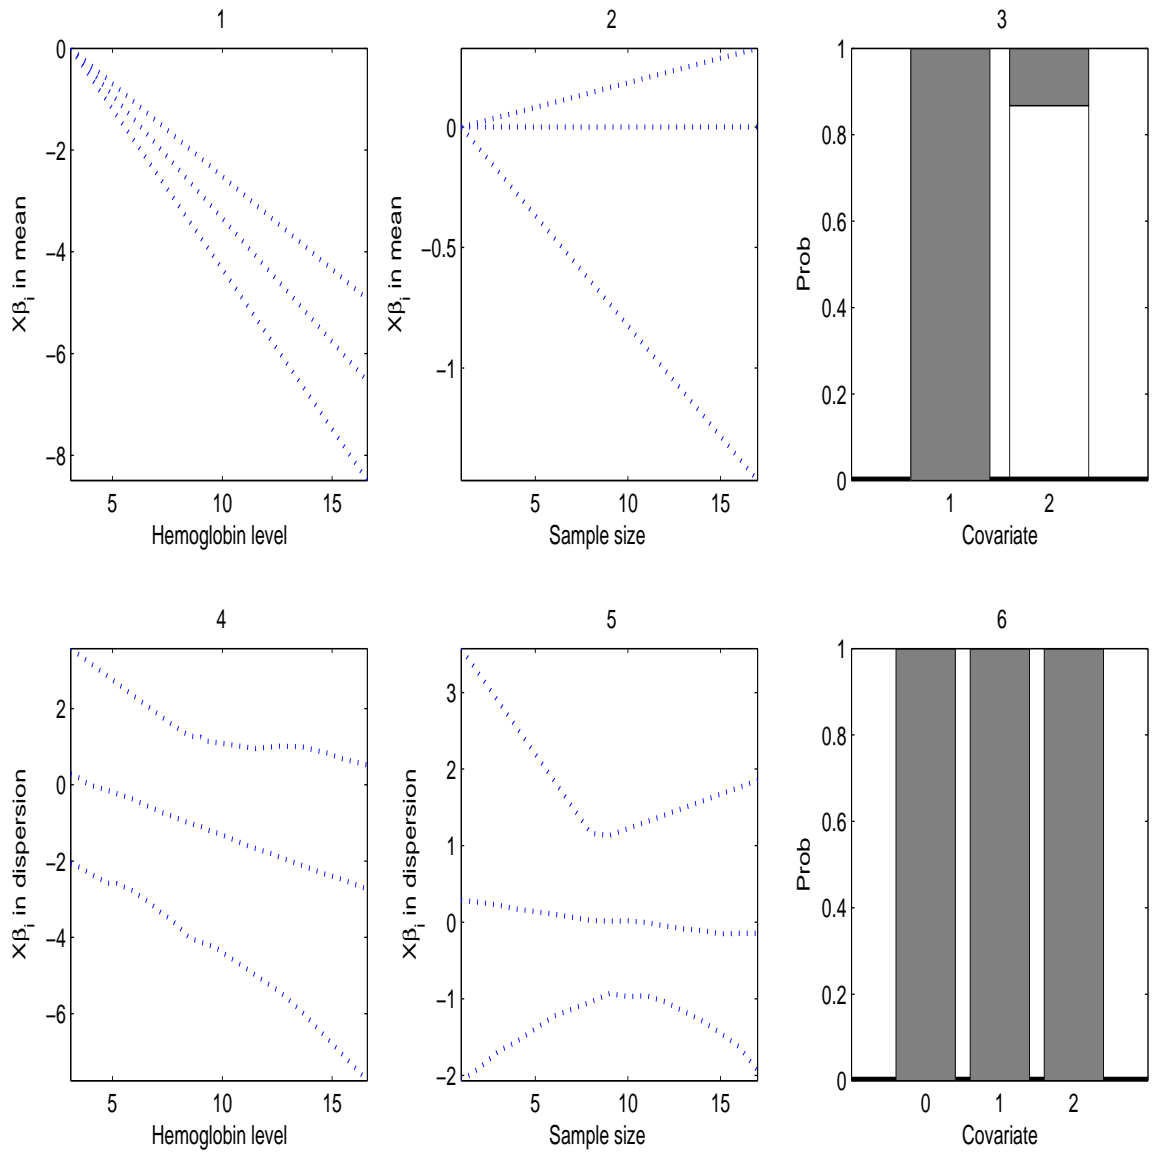 1
0
−2
−4
−6
−8
Xβi in mean
5 10 15
Hemoglobin level
2
0
−0.5
−1
Xβi in mean
5 10 15
Sample size
3
1
0.8
0.6
0.4
0.2
0
Prob
1 2
Covariate
4
2
0
−2
−4
−6
Xβi in dispersion
5 10 15
Hemoglobin level
5
3
2
1
0
−1
−2
Xβi in dispersion
5 10 15
Sample size
6
1
0.8
0.6
0.4
0.2
0
Prob
0 1 2
Covariate